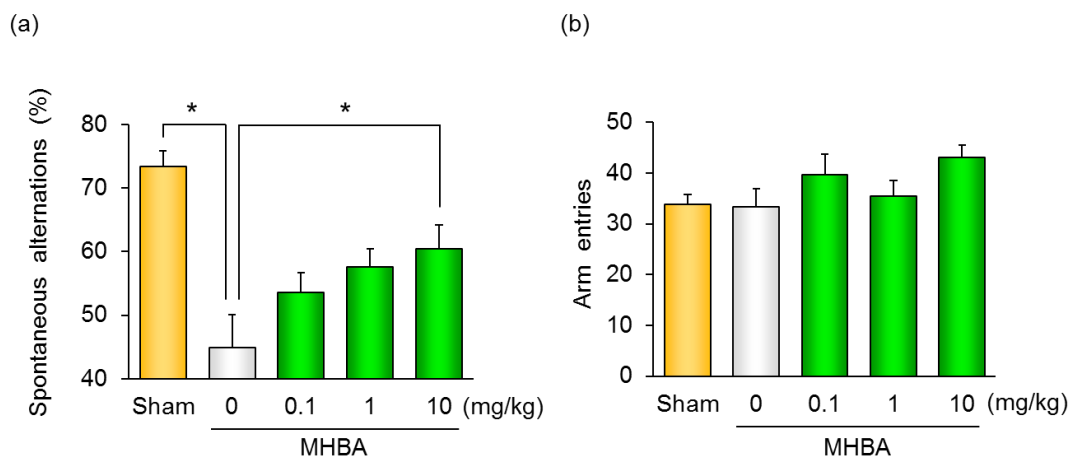 (a)
Spontaneous alternations (%)
80
70
60
50
40
*
*
Sham 0 0.1 1 10 (mg/kg)
MHBA
(b)
Arm entries
50
40
30
20
10
0
Sham 0 0.1 1 10 (mg/kg)
MHBA